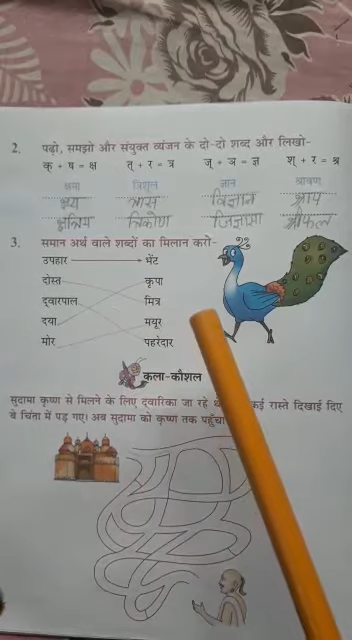 2. पढ़ो, समझो और संयुक्त व्यंजन के दो-दो शब्द और लिखो-
क् + ष = क्ष त् + र = त्र ज् + ञ = ज्ञ श् + र = श्र
क्षमा त्रिशूल ज्ञान श्रावण
त्रास विज्ञान श्राप
क्षत्रिय त्रिकोण जिज्ञासा श्रीफल
3. समान अर्थ वाले शब्दों का मिलान करो-
उपहार भेंट
दोस्त कृपा
द्वारपाल मित्र
दया मयूर
मोर पहरेदार
कला-कौशल
सुदामा कृष्ण से मिलने के लिए द्वारिका जा रहे कई रास्ते दिखाई दिए
वे चिंता में पड़ गए। अब सुदामा को कृष्ण तक पहुँचा